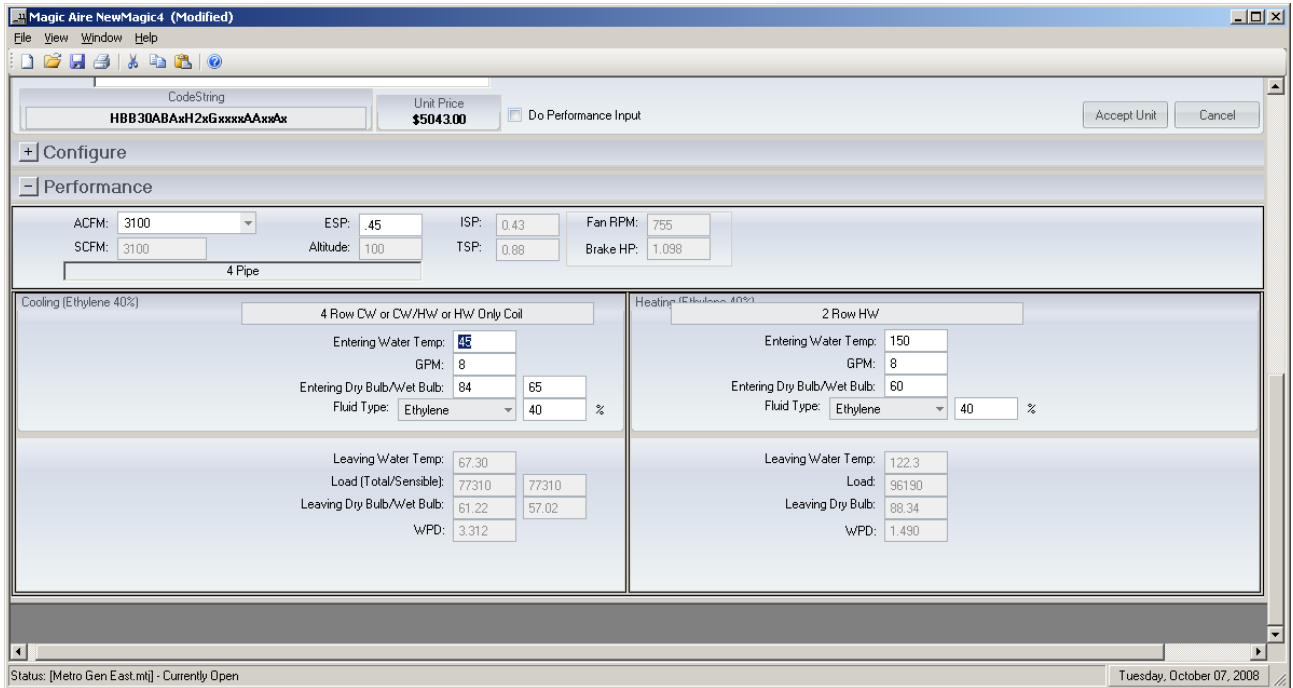 Magic Aire NewMagic4 (Modified)
File View Window Help
CodeString
HBB30ABAxH2xGxxxxAAxxAx
Unit Price
$5043.00
Do Performance Input
Accept Unit Cancel
+ Configure
- Performance
ACFM: 3100 ESP: .45 ISP: 0.43 Fan RPM: 755
SCFM: 3100 Altitude: 100 TSP: 0.88 Brake HP: 1.098
4 Pipe
Cooling (Ethylene 40%)
4 Row CW or CW/HW or HW Only Coil
Entering Water Temp: 45
GPM: 8
Entering Dry Bulb/Wet Bulb: 84 65
Fluid Type: Ethylene 40 %
Leaving Water Temp: 67.30
Load (Total/Sensible): 77310 77310
Leaving Dry Bulb/Wet Bulb: 61.22 57.02
WPD: 3.312
Heating (Ethylene 40%)
2 Row HW
Entering Water Temp: 150
GPM: 8
Entering Dry Bulb/Wet Bulb: 60
Fluid Type: Ethylene 40 %
Leaving Water Temp: 122.3
Load: 96190
Leaving Dry Bulb: 88.34
WPD: 1.490
Status: [Metro Gen East.mtj] - Currently Open
Tuesday, October 07, 2008